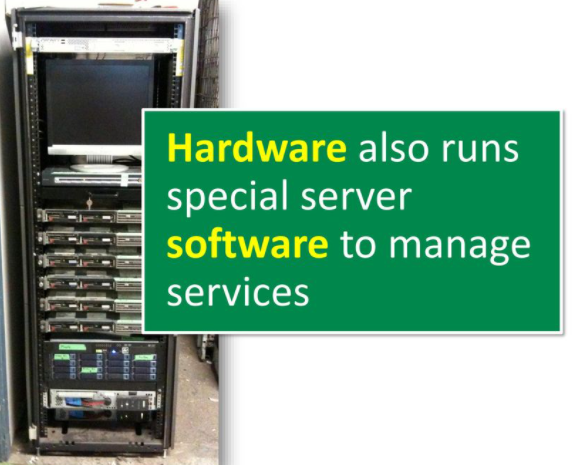 Hardware also runs
special server
software to manage
services